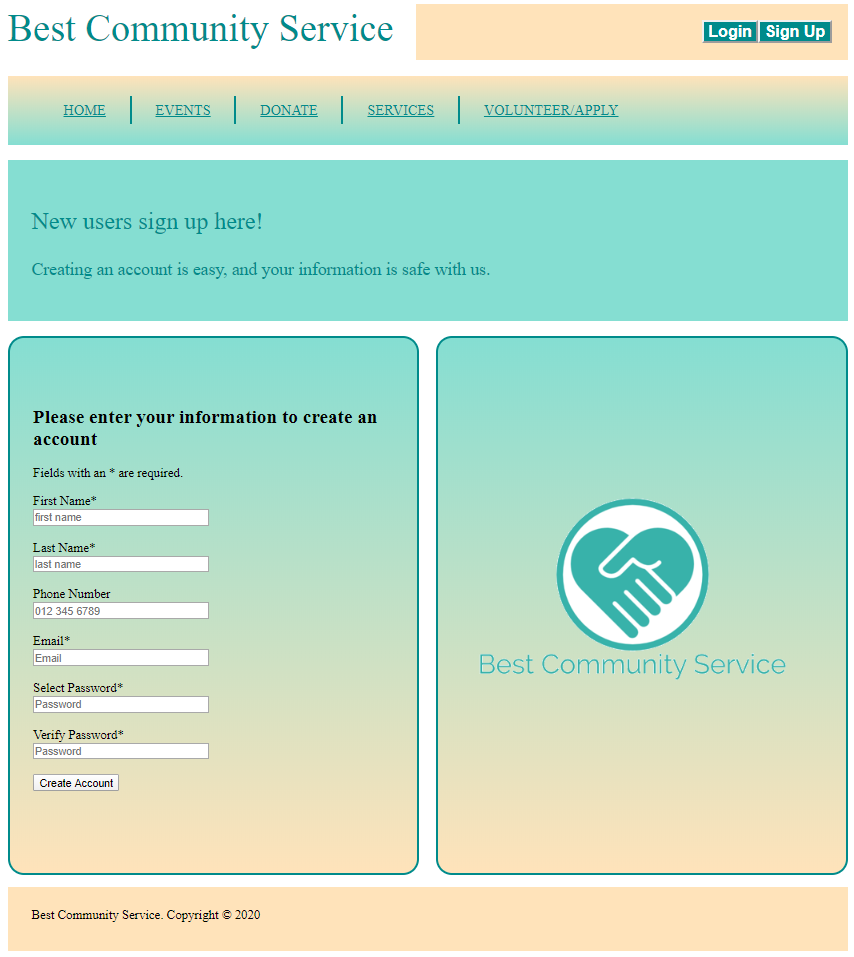 Best Community Service
Login Sign Up
HOME EVENTS DONATE SERVICES VOLUNTEER/APPLY
New users sign up here!
Creating an account is easy, and your information is safe with us.
Please enter your information to create an
account
Fields with an * are required.
First Name*
first name
Last Name*
last name
Phone Number
012 345 6789
Email*
Email
Select Password*
Password
Verify Password*
Password
Create Account
Best Community Service
Best Community Service. Copyright © 2020